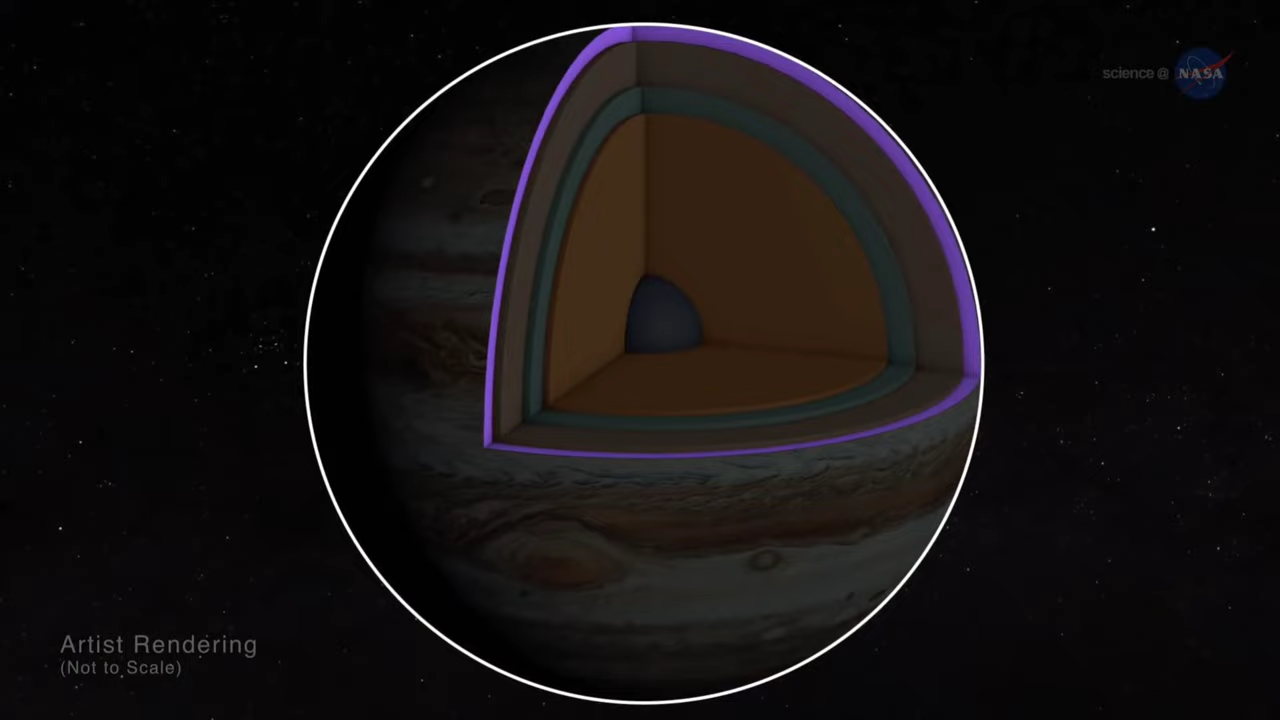 science @ NASA
Artist Rendering
(Not to Scale)